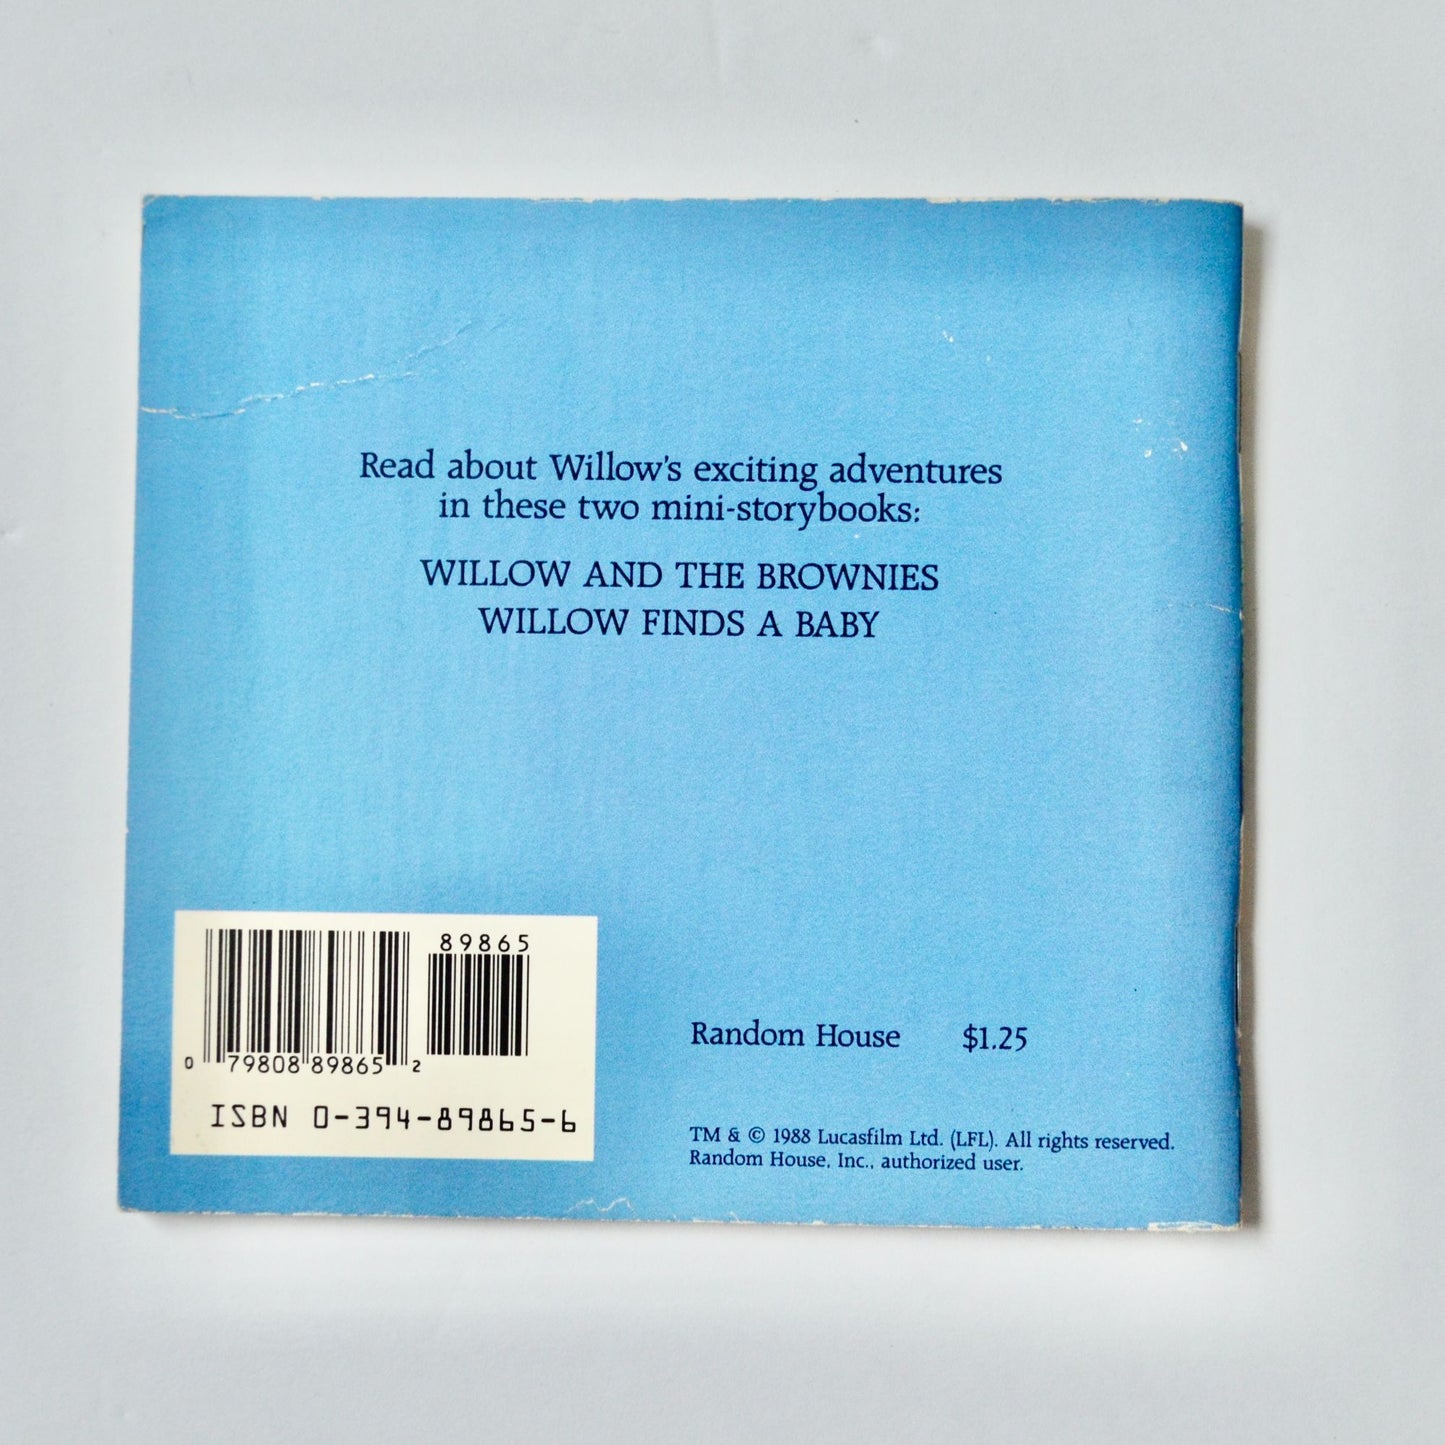 Read about Willow's exciting adventures
in these two mini-storybooks:
WILLOW AND THE BROWNIES
WILLOW FINDS A BABY
89865
0 79808 89865 2
ISBN 0-394-89865-6
Random House $1.25
TM & © 1988 Lucasfilm Ltd. (LFL). All rights reserved.
Random House, Inc., authorized user.